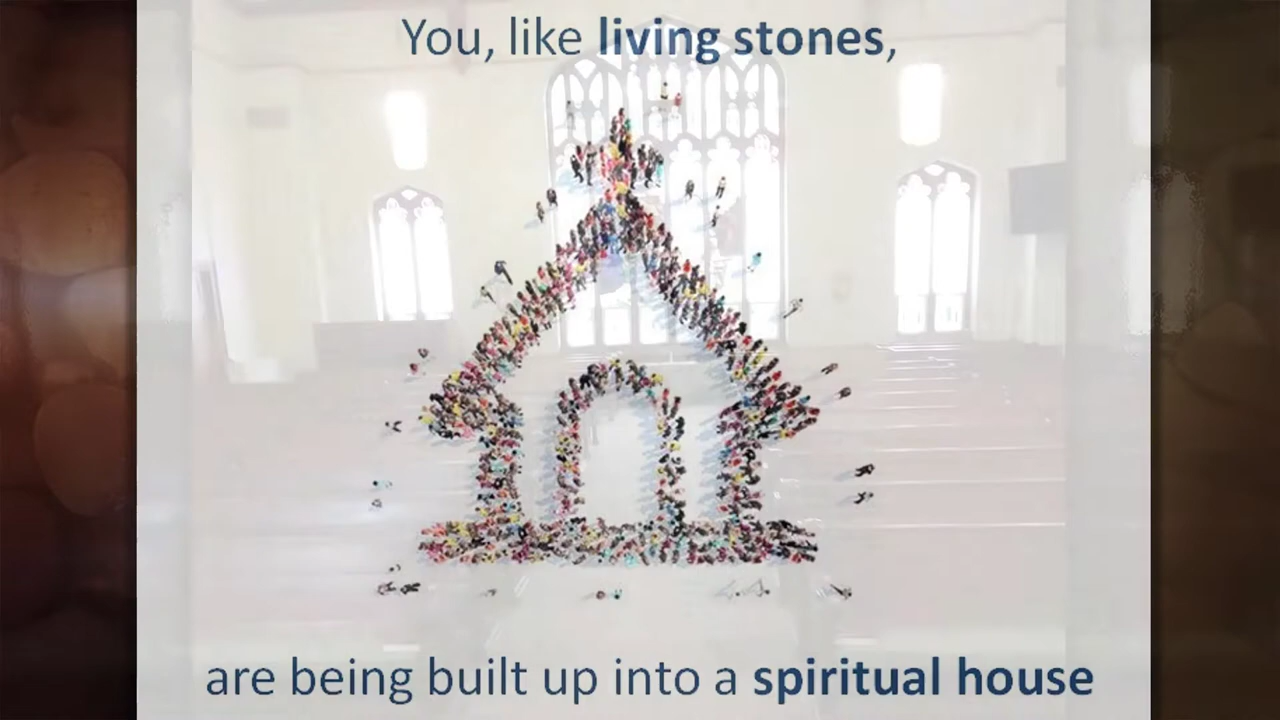 You, like living stones,
are being built up into a spiritual house